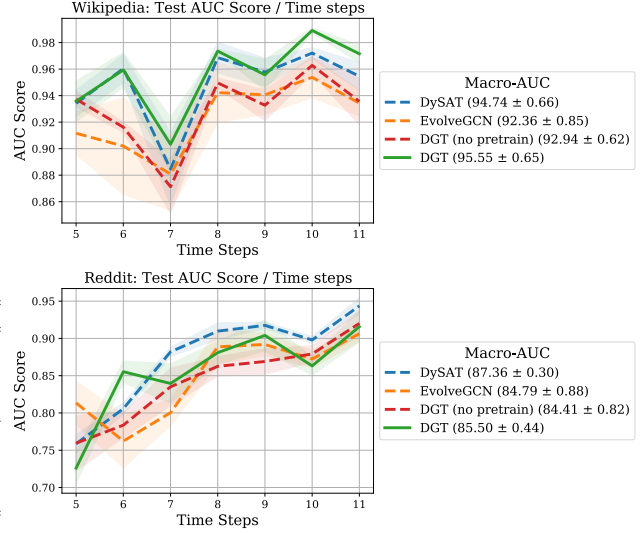 Wikipedia: Test AUC Score / Time steps
AUC Score
0.98
0.96
0.94
0.92
0.90
0.88
0.86
5 6 7 8 9 10 11
Time Steps
Macro-AUC
DySAT (94.74 ± 0.66)
EvolveGCN (92.36 ± 0.85)
DGT (no pretrain) (92.94 ± 0.62)
DGT (95.55 ± 0.65)
Reddit: Test AUC Score / Time steps
AUC Score
0.95
0.90
0.85
0.80
0.75
0.70
5 6 7 8 9 10 11
Time Steps
Macro-AUC
DySAT (87.36 ± 0.30)
EvolveGCN (84.79 ± 0.88)
DGT (no pretrain) (84.41 ± 0.82)
DGT (85.50 ± 0.44)